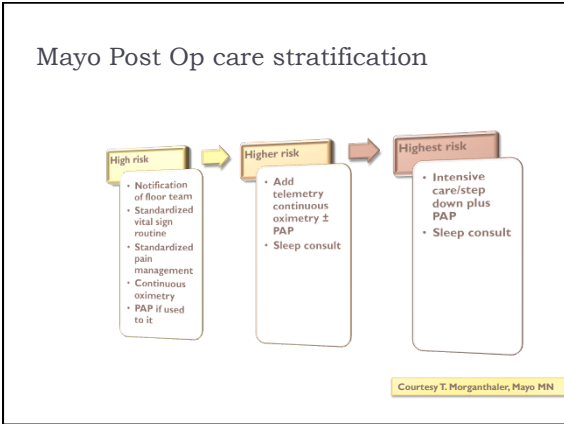 Mayo Post Op care stratification
High risk
• Notification
of floor team
• Standardized
vital sign
routine
• Standardized
pain
management
• Continuous
oximetry
• PAP if used
to it
Higher risk
• Add
telemetry
continuous
oximetry ±
PAP
• Sleep consult
Highest risk
• Intensive
care/step
down plus
PAP
• Sleep consult
Courtesy T. Morganthaler, Mayo MN